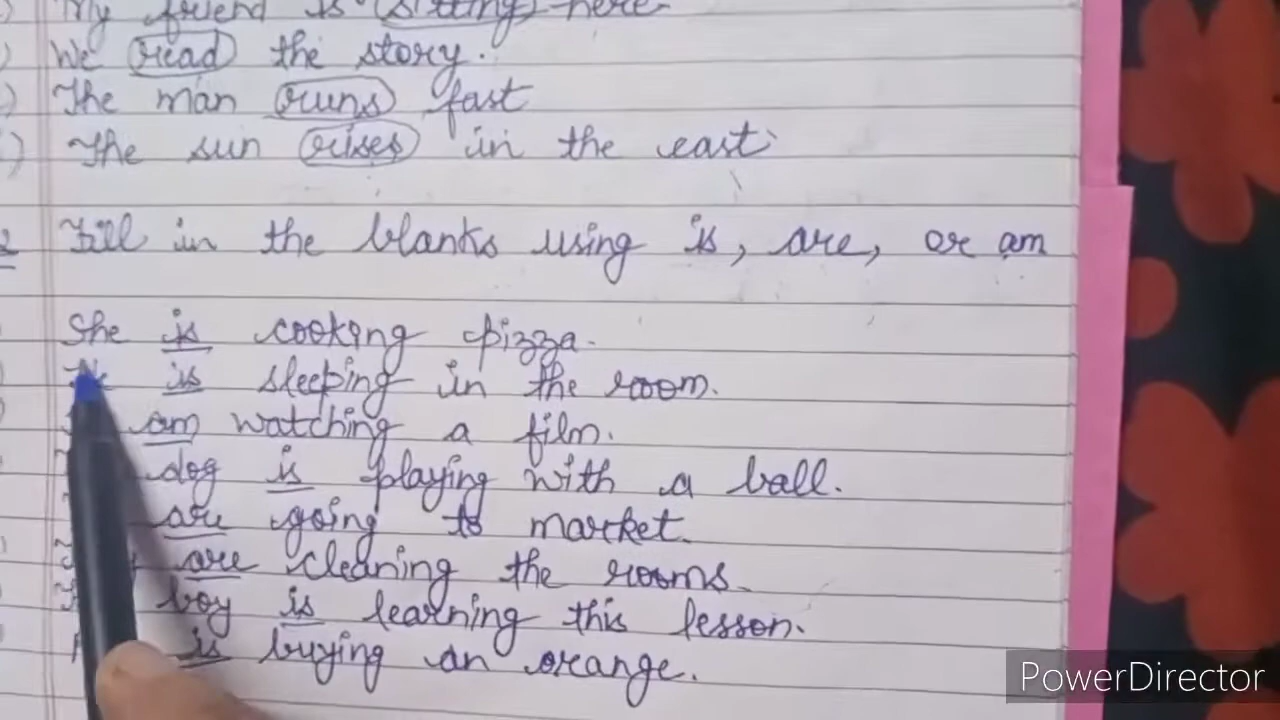 My friend is sitting here
We read the story.
The man runs fast
The sun rises in the east
2 Fill in the blanks using is, are, or am
She is cooking pizza.
is sleeping in the room.
am watching a film.
dog is playing with a ball.
are going to market.
are cleaning the rooms
boy is learning this lesson.
is buying an orange.
PowerDirector